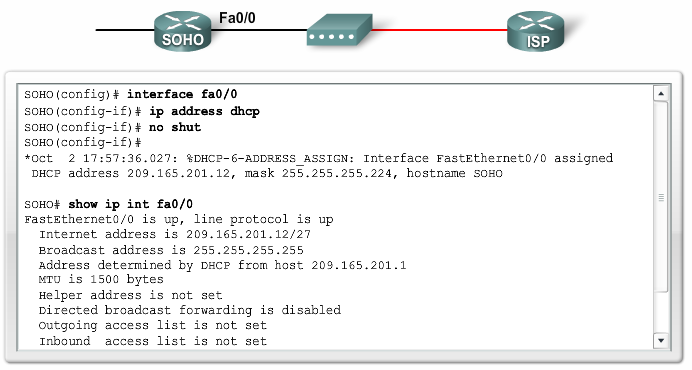 Fa0/0
SOHO
ISP
SOHO(config)# interface fa0/0
SOHO(config-if)# ip address dhcp
SOHO(config-if)# no shut
SOHO(config-if)#
*Oct  2 17:57:36.027: %DHCP-6-ADDRESS_ASSIGN: Interface FastEthernet0/0 assigned
 DHCP address 209.165.201.12, mask 255.255.255.224, hostname SOHO
SOHO# show ip int fa0/0
FastEthernet0/0 is up, line protocol is up
  Internet address is 209.165.201.12/27
  Broadcast address is 255.255.255.255
  Address determined by DHCP from host 209.165.201.1
  MTU is 1500 bytes
  Helper address is not set
  Directed broadcast forwarding is disabled
  Outgoing access list is not set
  Inbound  access list is not set